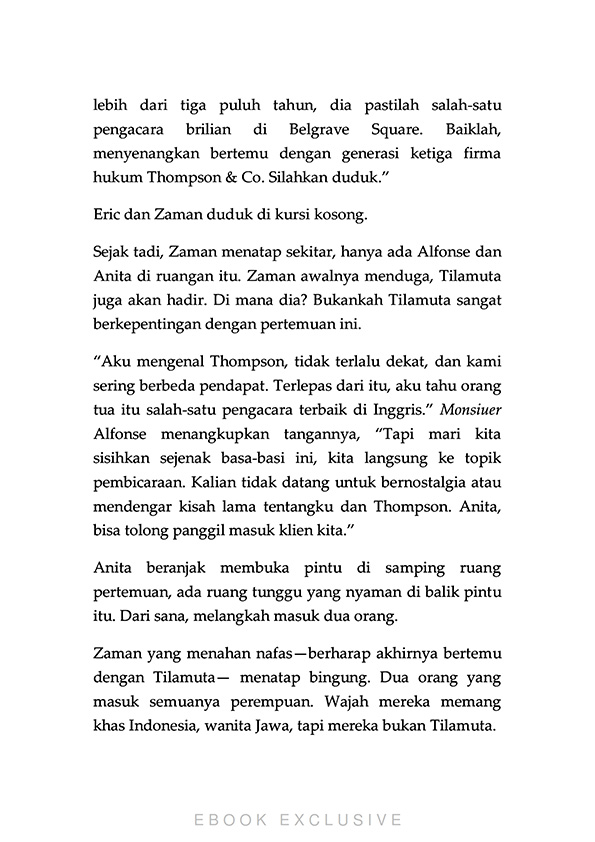 lebih dari tiga puluh tahun, dia pastilah salah-satu
pengacara brilian di Belgrave Square. Baiklah,
menyenangkan bertemu dengan generasi ketiga firma
hukum Thompson & Co. Silahkan duduk.”
Eric dan Zaman duduk di kursi kosong.
Sejak tadi, Zaman menatap sekitar, hanya ada Alfonse dan
Anita di ruangan itu. Zaman awalnya menduga, Tilamuta
juga akan hadir. Di mana dia? Bukankah Tilamuta sangat
berkepentingan dengan pertemuan ini.
“Aku mengenal Thompson, tidak terlalu dekat, dan kami
sering berbeda pendapat. Terlepas dari itu, aku tahu orang
tua itu salah-satu pengacara terbaik di Inggris.” Monsiuer
Alfonse menangkupkan tangannya, “Tapi mari kita
sisihkan sejenak basa-basi ini, kita langsung ke topik
pembicaraan. Kalian tidak datang untuk bernostalgia atau
mendengar kisah lama tentangku dan Thompson. Anita,
bisa tolong panggil masuk klien kita.”
Anita beranjak membuka pintu di samping ruang
pertemuan, ada ruang tunggu yang nyaman di balik pintu
itu. Dari sana, melangkah masuk dua orang.
Zaman yang menahan nafas—berharap akhirnya bertemu
dengan Tilamuta— menatap bingung. Dua orang yang
masuk semuanya perempuan. Wajah mereka memang
khas Indonesia, wanita Jawa, tapi mereka bukan Tilamuta.
EBOOK EXCLUSIVE